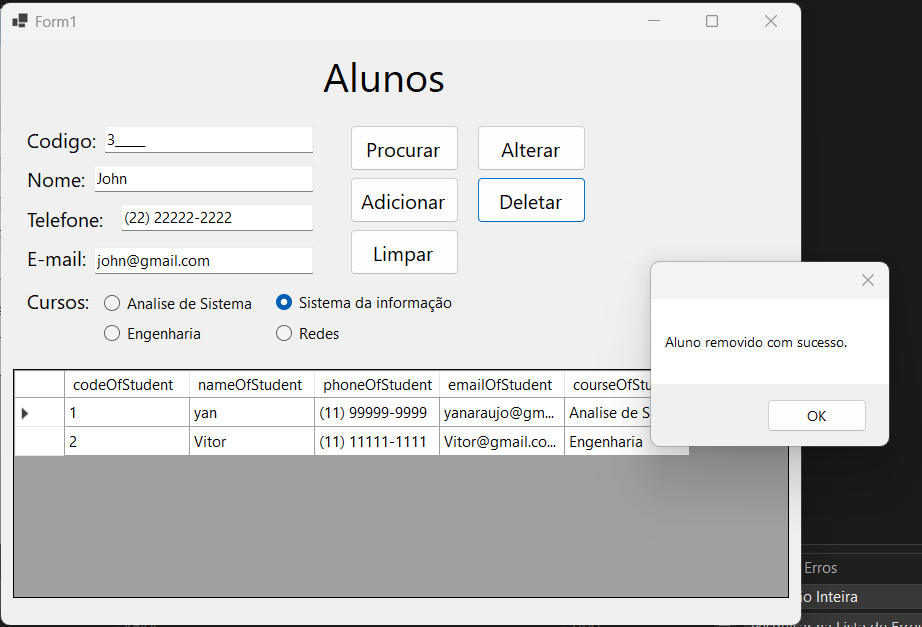 Form1
Alunos
Codigo: 3____
Procurar
Alterar
Nome: John
Adicionar
Deletar
Telefone: (22) 22222-2222
E-mail: john@gmail.com
Limpar
Cursos: Analise de Sistema Sistema da informação
Engenharia Redes
Aluno removido com sucesso.
OK
codeOfStudent nameOfStudent phoneOfStudent emailOfStudent courseOfStu
1 yan (11) 99999-9999 yanaraujo@gm... Analise de S
2 Vitor (11) 11111-1111 Vitor@gmail.co... Engenharia
Erros
o Inteira